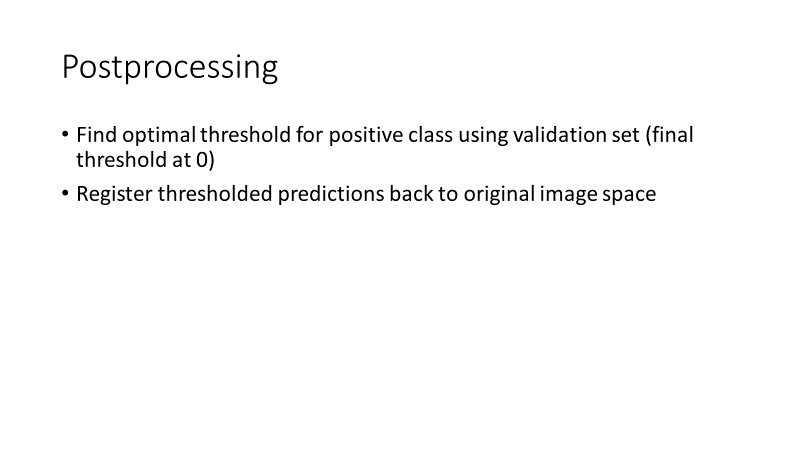 Postprocessing
• Find optimal threshold for positive class using validation set (final
threshold at 0)
• Register thresholded predictions back to original image space